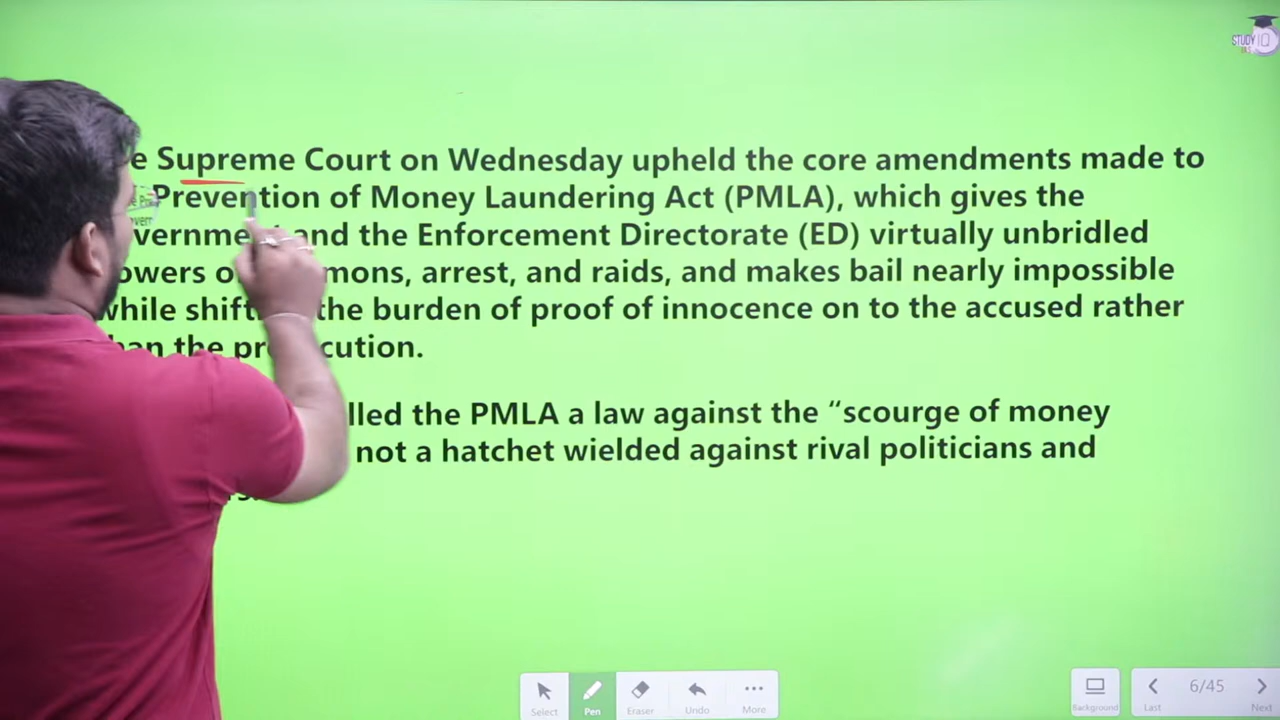 Supreme Court on Wednesday upheld the core amendments made to
Prevention of Money Laundering Act (PMLA), which gives the
and the Enforcement Directorate (ED) virtually unbridled
arrest, and raids, and makes bail nearly impossible
while the burden of proof of innocence on to the accused rather
the
the PMLA a law against the “scourge of money
not a hatchet wielded against rival politicians and
STUDY IQ
Select
Pen
Eraser
Undo
More
Background
Last
6/45
Next